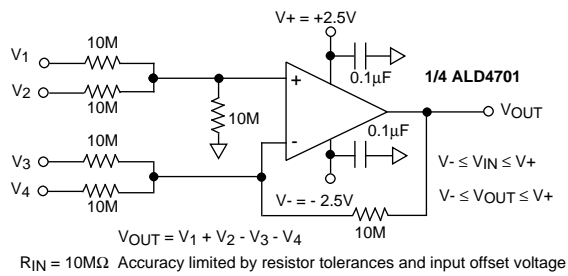 V+ = +2.5V
V1
10M
0.1µF
1/4 ALD4701
V2
10M
+
10M
VOUT
-
0.1µF
V3
10M
V- ≤ VIN ≤ V+
V4
10M
V- = - 2.5V
V- ≤ VOUT ≤ V+
10M
VOUT = V1 + V2 - V3 - V4
RIN = 10MΩ Accuracy limited by resistor tolerances and input offset voltage